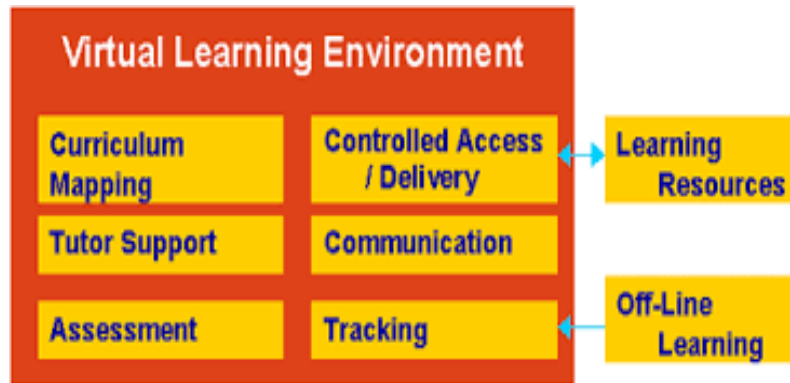 Virtual Learning Environment
Curriculum
Mapping
Controlled Access
/ Delivery
Learning
Resources
Tutor Support
Communication
Assessment
Tracking
Off-Line
Learning